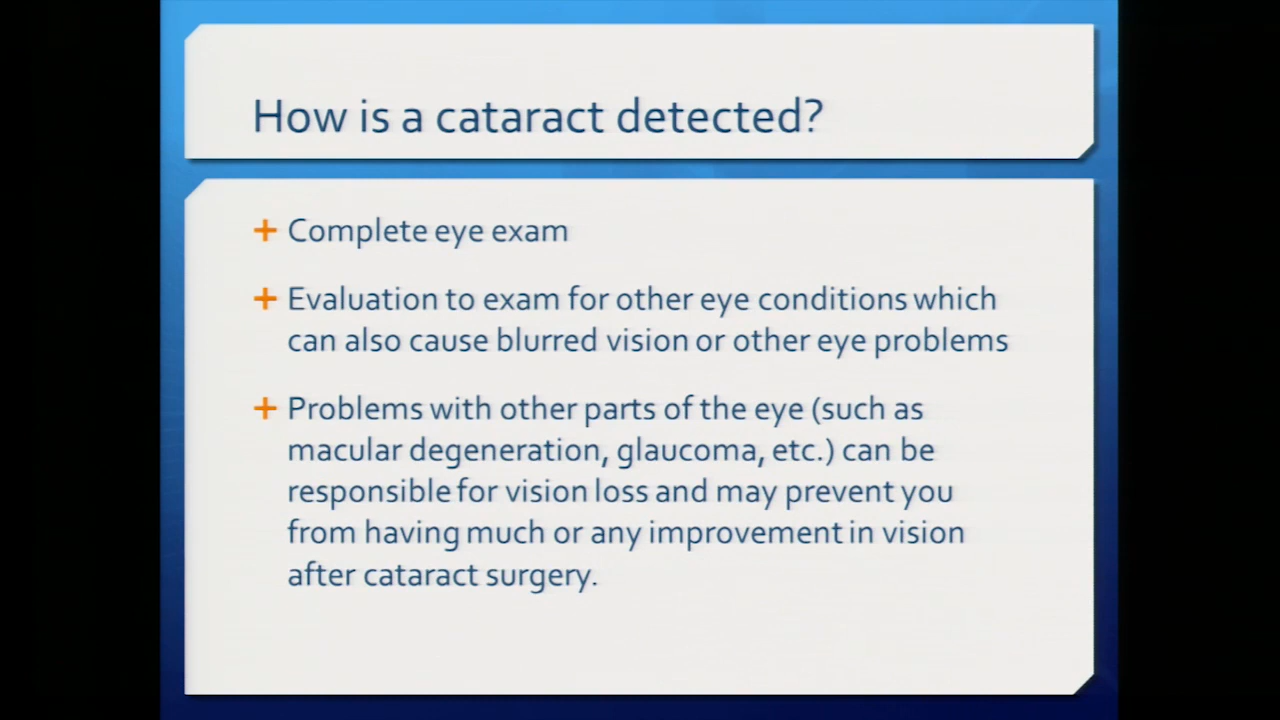 How is a cataract detected?
+ Complete eye exam
+ Evaluation to exam for other eye conditions which
can also cause blurred vision or other eye problems
+ Problems with other parts of the eye (such as
macular degeneration, glaucoma, etc.) can be
responsible for vision loss and may prevent you
from having much or any improvement in vision
after cataract surgery.